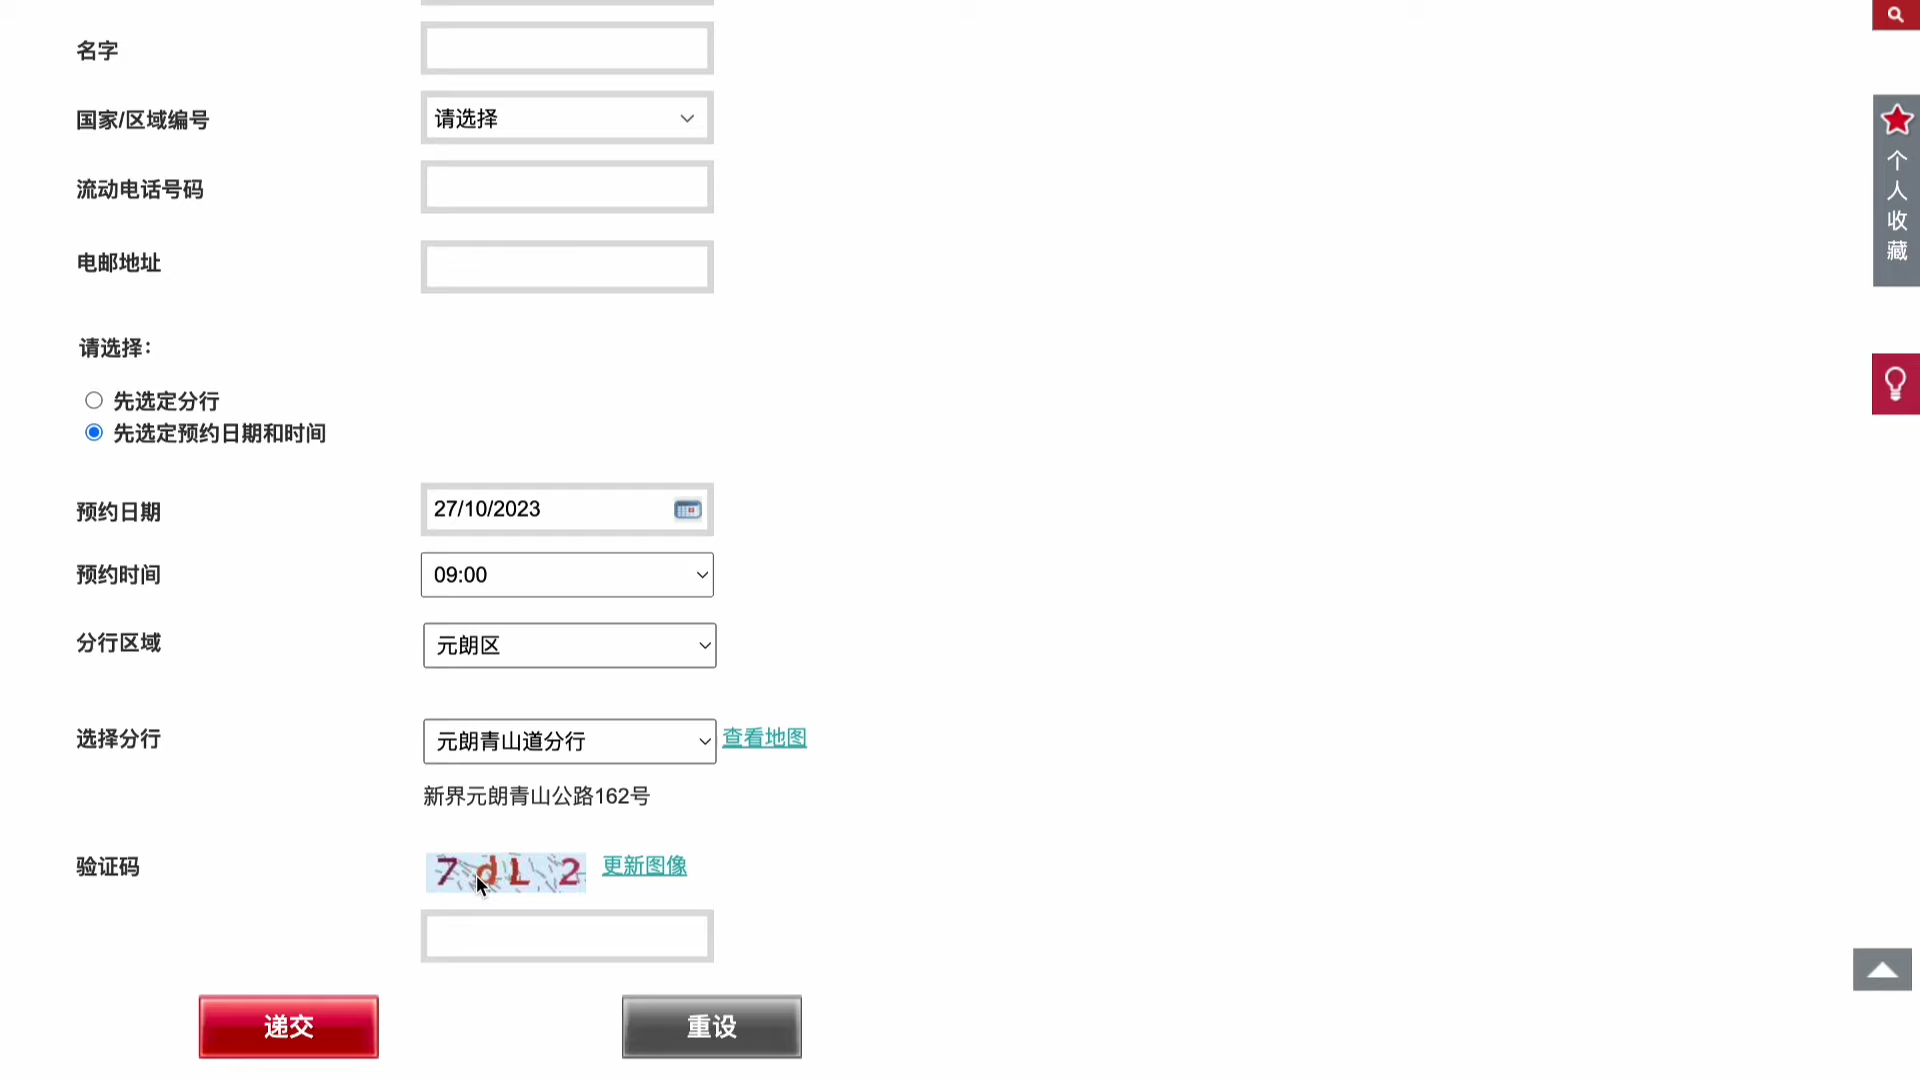 名字
国家/区域编号
请选择
流动电话号码
电邮地址
请选择:
先选定分行
先选定预约日期和时间
预约日期
27/10/2023
预约时间
09:00
分行区域
元朗区
选择分行
元朗青山道分行
查看地图
新界元朗青山公路162号
验证码
7dL2
更新图像
递交
重设
个人收藏